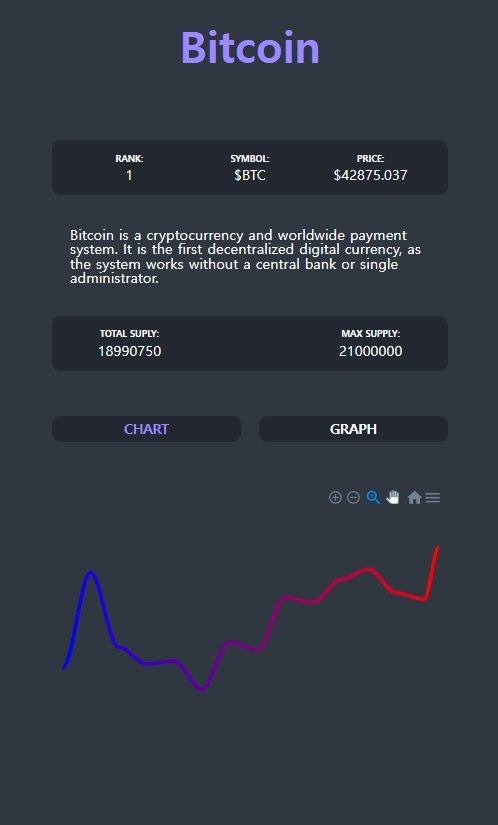 Bitcoin
RANK: SYMBOL: PRICE:
1 $BTC $42875.037
Bitcoin is a cryptocurrency and worldwide payment
system. It is the first decentralized digital currency, as
the system works without a central bank or single
administrator.
TOTAL SUPLY: MAX SUPPLY:
18990750 21000000
CHART GRAPH